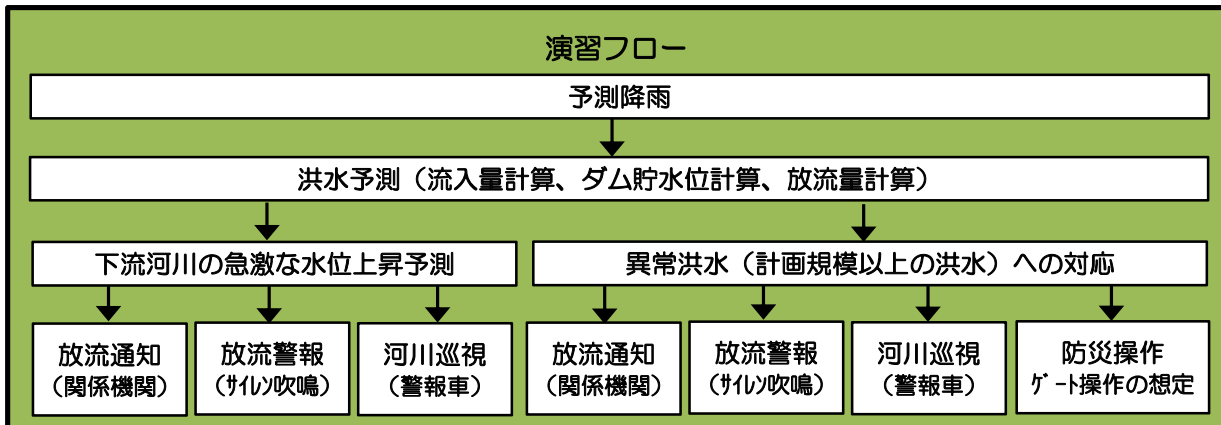 演習フロー
予測降雨
洪水予測（流入量計算、ダム貯水位計算、放流量計算）
下流河川の急激な水位上昇予測
異常洪水（計画規模以上の洪水）への対応
放流通知
（関係機関）
放流警報
（ｻｲﾚﾝ吹鳴）
河川巡視
（警報車）
放流通知
（関係機関）
放流警報
（ｻｲﾚﾝ吹鳴）
河川巡視
（警報車）
防災操作
ｹﾞｰﾄ操作の想定